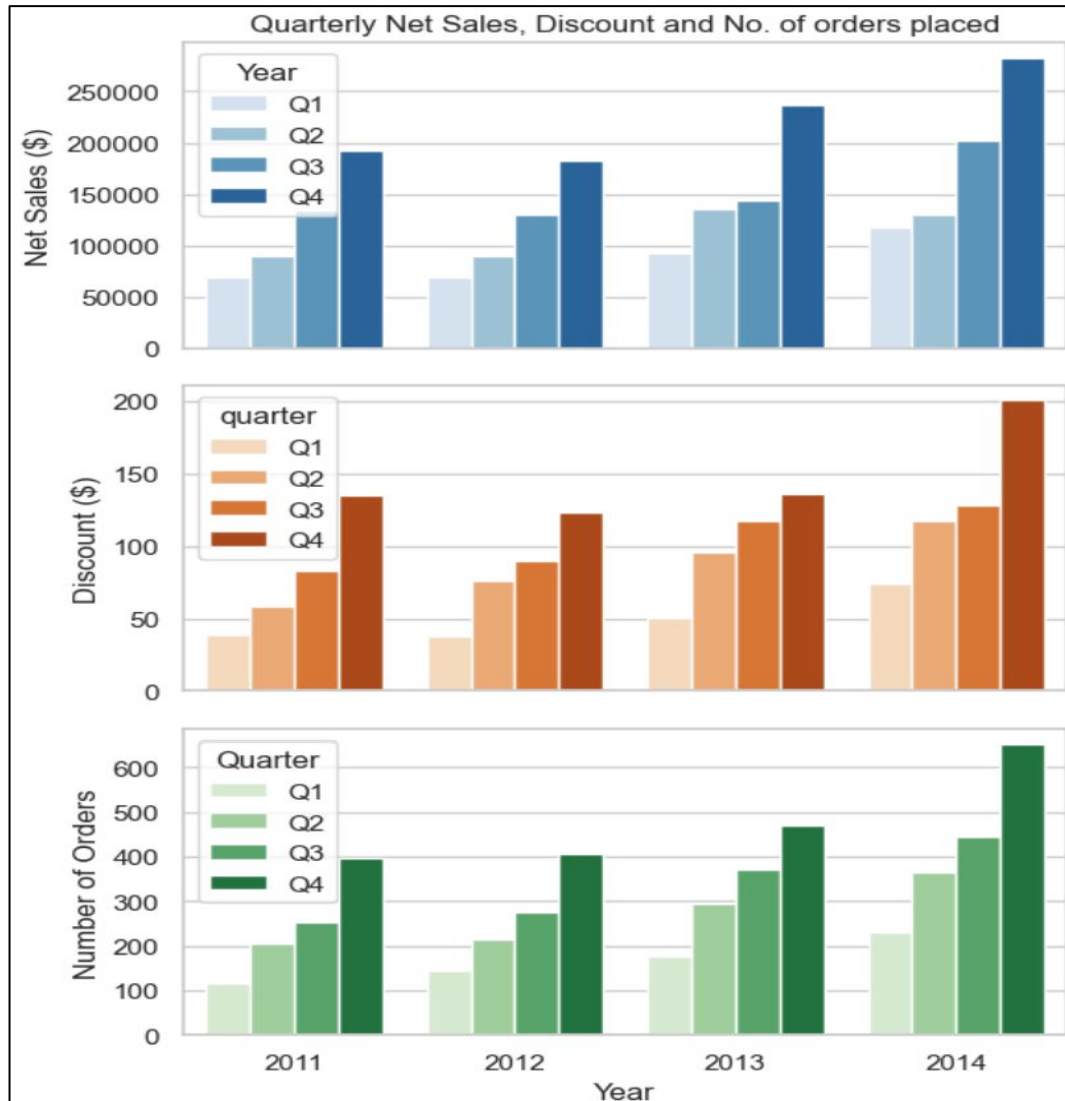 Quarterly Net Sales, Discount and No. of orders placed
Net Sales ($)
250000
200000
150000
100000
50000
0
Year
Q1
Q2
Q3
Q4
Discount ($)
200
150
100
50
0
quarter
Q1
Q2
Q3
Q4
Number of Orders
600
500
400
300
200
100
0
Quarter
Q1
Q2
Q3
Q4
2011 2012 2013 2014
Year